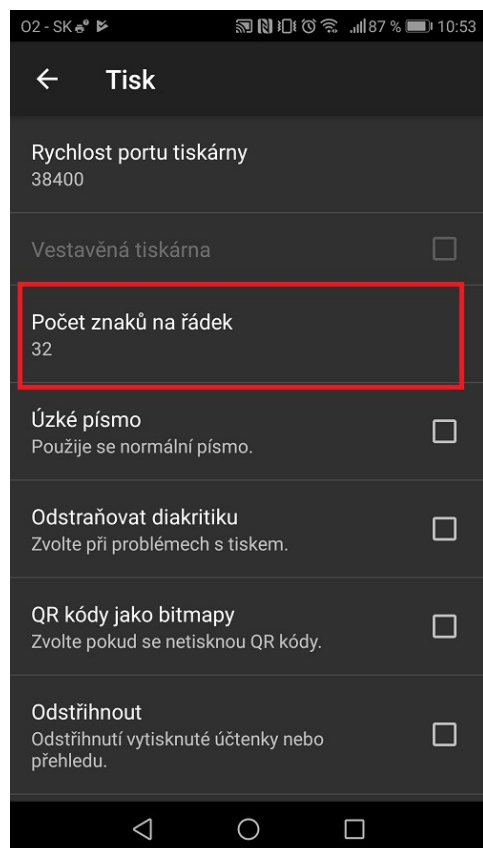 O2 - SK 87 % 10:53
Tisk
Rychlost portu tiskárny
38400
Vestavěná tiskárna
Počet znaků na řádek
32
Úzké písmo
Použije se normální písmo.
Odstraňovat diakritiku
Zvolte při problémech s tiskem.
QR kódy jako bitmapy
Zvolte pokud se netisknou QR kódy.
Odstřihnout
Odstřihnutí vytisknuté účtenky nebo
přehledu.